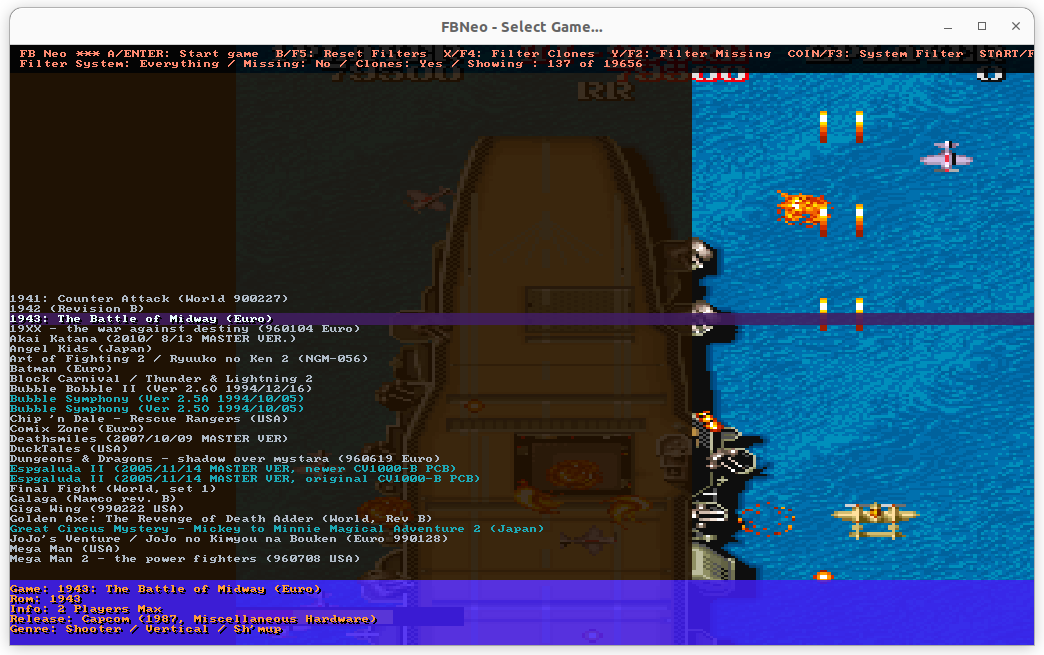 FBNeo - Select Game...
FB Neo *** A/ENTER: Start game B/F5: Reset Filters X/F4: Filter Clones Y/F2: Filter Missing COIN/F3: System Filter START/F
Filter System: Everything / Missing: No / Clones: Yes / Showing : 137 of 19656
1941: Counter Attack (World 900227)
1942 (Revision B)
1943: The Battle of Midway (Euro)
19XX - the war against destiny (960104 Euro)
Akai Katana (2010/ 8/13 MASTER VER.)
Angel Kids (Japan)
Art of Fighting 2 / Ryuuko no Ken 2 (NGM-056)
Batman (Euro)
Block Carnival / Thunder & Lightning 2
Bubble Bobble II (Ver 2.6O 1994/12/16)
Bubble Symphony (Ver 2.5A 1994/10/05)
Bubble Symphony (Ver 2.5O 1994/10/05)
Chip 'n Dale - Rescue Rangers (USA)
Comix Zone (Euro)
Deathsmiles (2007/10/09 MASTER VER)
DuckTales (USA)
Dungeons & Dragons - shadow over mystara (960619 Euro)
Espgaluda II (2005/11/14 MASTER VER, newer CV1000-B PCB)
Espgaluda II (2005/11/14 MASTER VER, original CV1000-B PCB)
Final Fight (World, set 1)
Galaga (Namco rev. B)
Giga Wing (990222 USA)
Golden Axe: The Revenge of Death Adder (World, Rev B)
Great Circus Mystery - Mickey to Minnie Magical Adventure 2 (Japan)
JoJo's Venture / JoJo no Kimyou na Bouken (Euro 990128)
Mega Man (USA)
Mega Man 2 - the power fighters (960708 USA)
Game: 1943: The Battle of Midway (Euro)
Rom: 1943
Info: 2 Players Max
Release: Capcom (1987, Miscellaneous Hardware)
Genre: Shooter / Vertical / Sh'mup